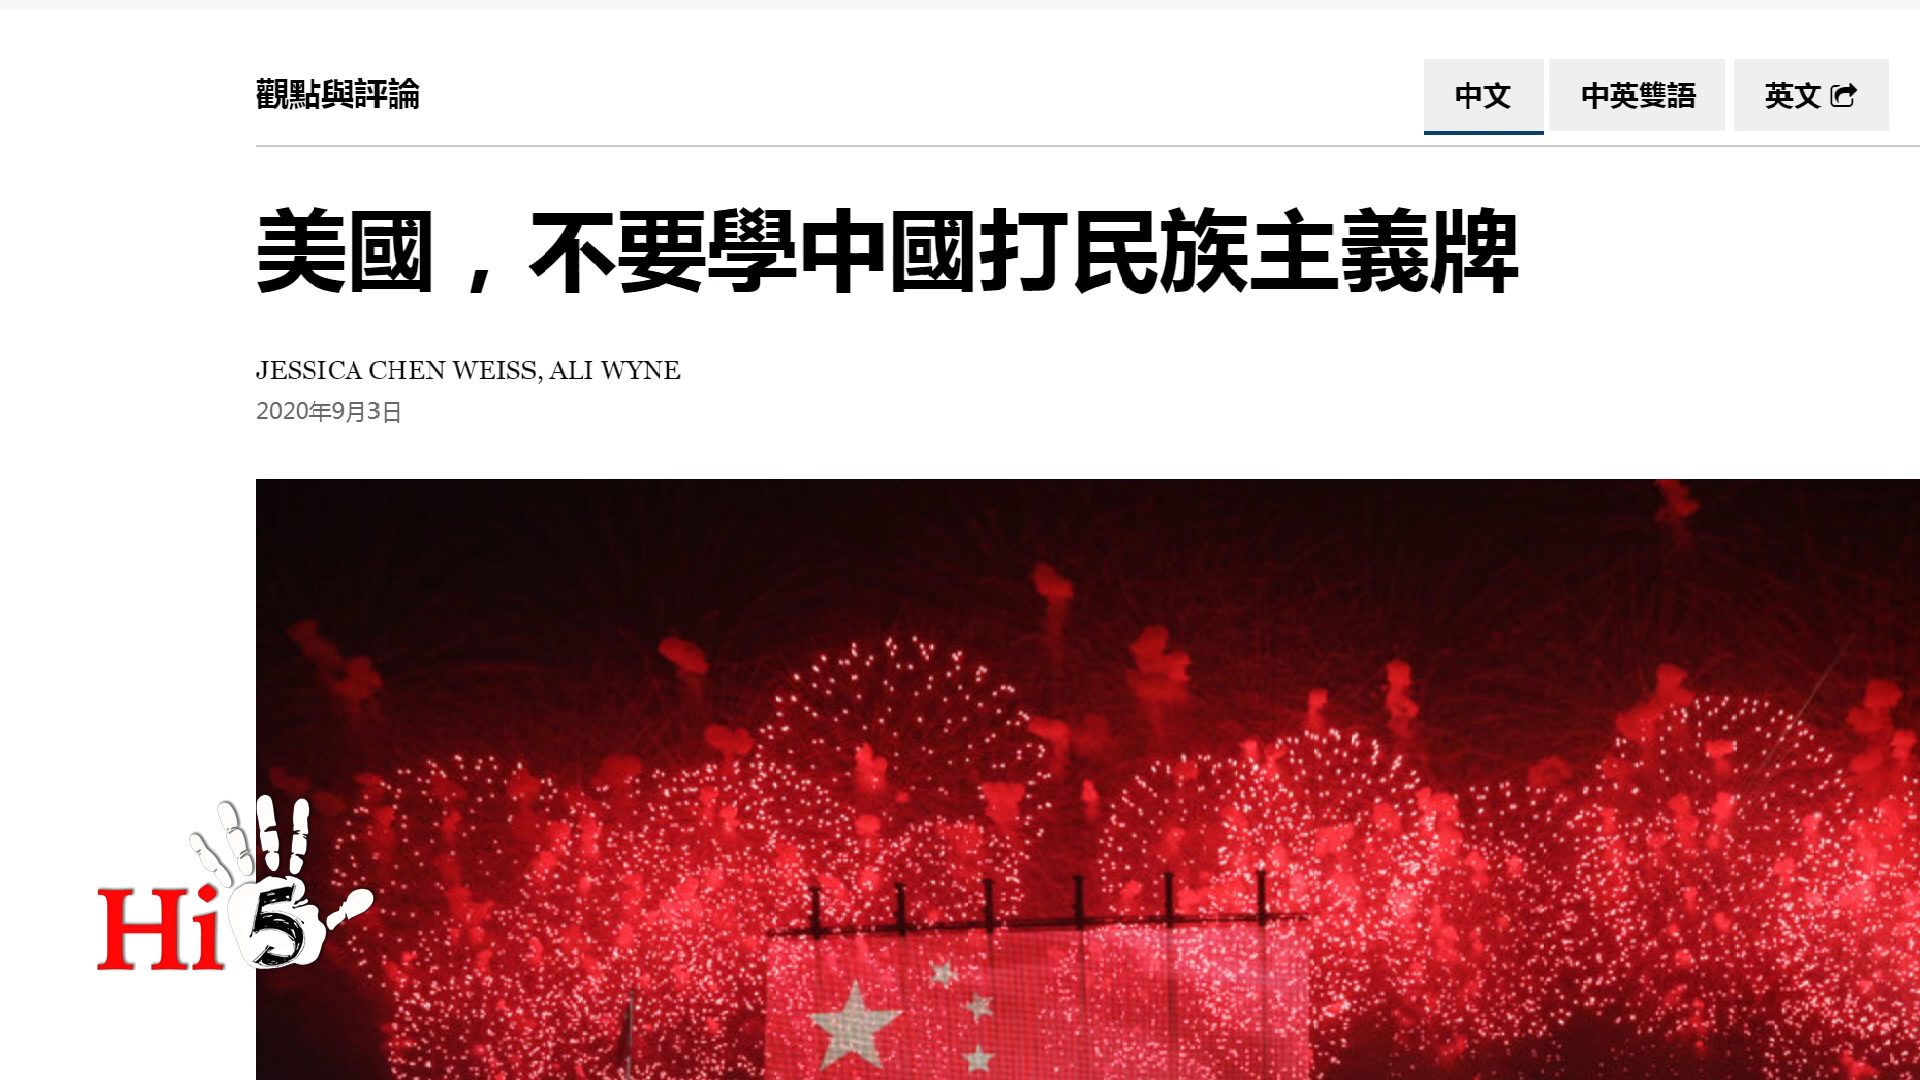 觀點與評論
中文
中英雙語
英文
美國，不要學中國打民族主義牌
JESSICA CHEN WEISS, ALI WYNE
2020年9月3日
Hi 5